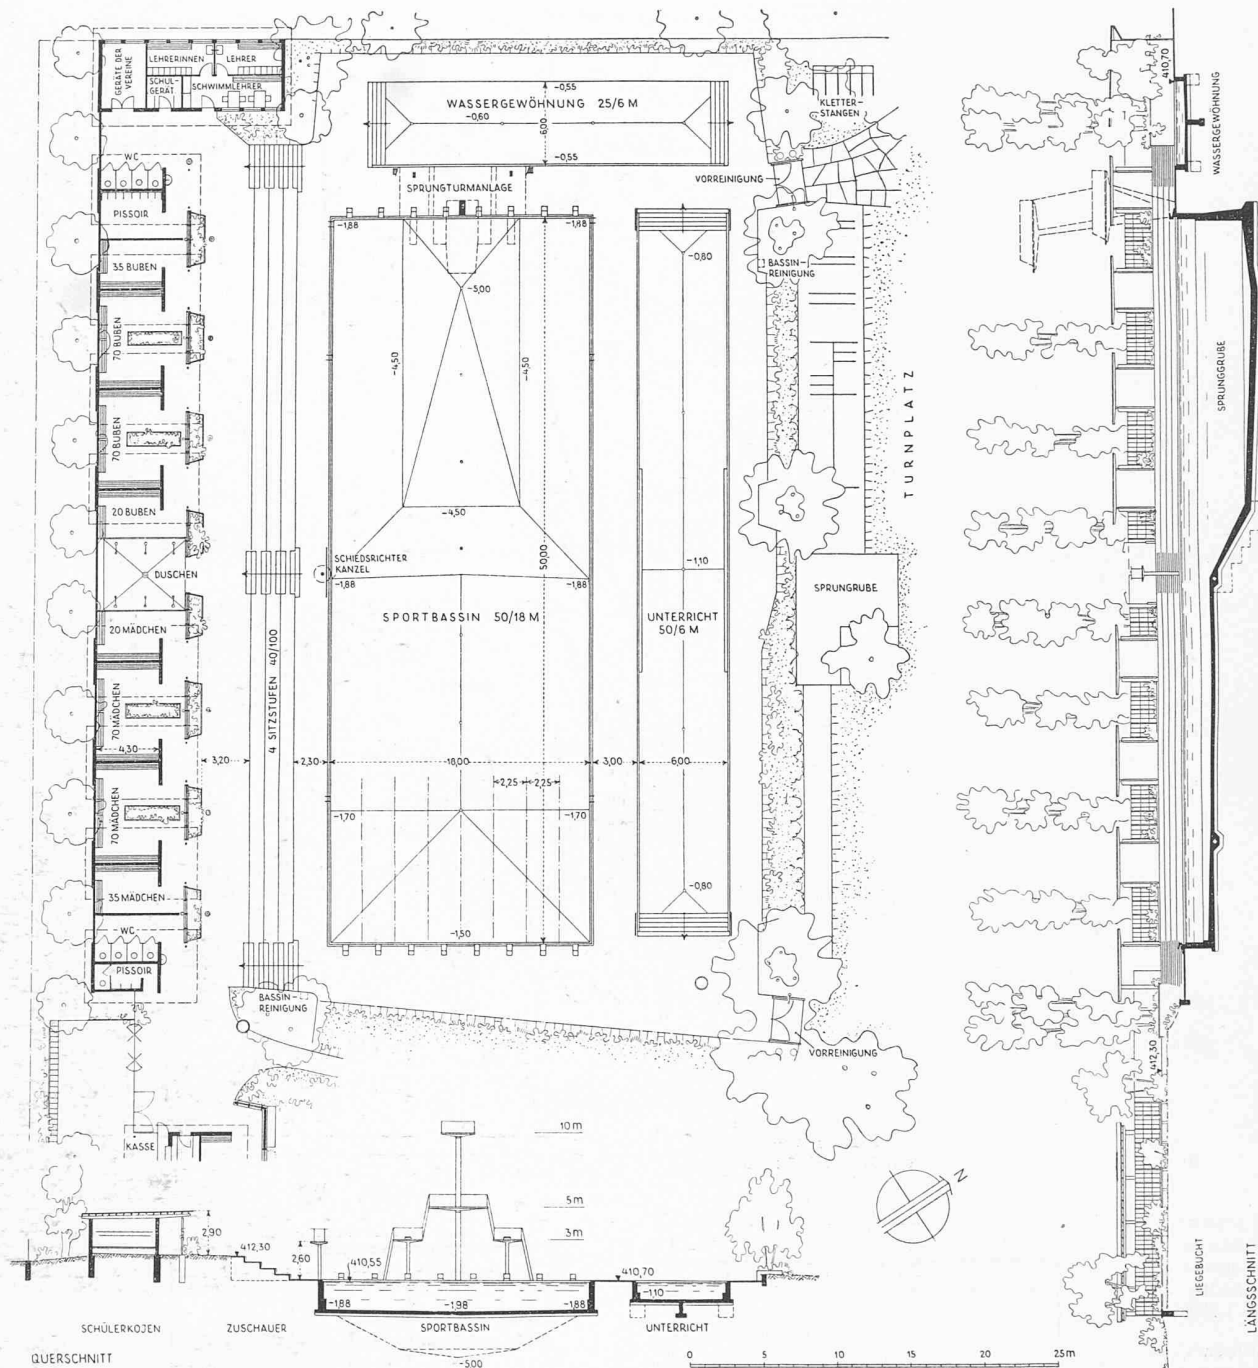 GERÄTE DER
VEREINE
LEHRERINNEN
LEHRER
SCHUL-
GERÄT
SCHWIMMLEHRER
WC
PISSOIR
35 BUBEN
70 BUBEN
70 BUBEN
20 BUBEN
DUSCHEN
20 MÄDCHEN
70 MÄDCHEN
4,30
70 MÄDCHEN
35 MÄDCHEN
WC
PISSOIR
KASSE
3,20
4 SITZSTUFEN 40/100
2,30
BASSIN-
REINIGUNG
-0,55
WASSERGEWÖHNUNG 25/6 M
-0,60
600
-0,55
SPRUNGTURMANLAGE
-1,88
-1,88
-5,00
-4,50
-4,50
-4,50
50,00
SCHIEDSRICHTER
KANZEL
-1,88
-1,88
SPORTBASSIN 50/18 M
18,00
2,25
2,25
-1,70
-1,70
-1,50
3,00
-0,80
-1,10
UNTERRICHT
50/6 M
6,00
-0,80
KLETTER-
STANGEN
VORREINIGUNG
BASSIN-
REINIGUNG
TURNPLATZ
SPRUNGRUBE
VORREINIGUNG
N
410,70
WASSERGEWÖHNUNG
SPRUNGGRUBE
412,30
LIEGEBUCHT
LÄNGSSCHNITT
10 m
5 m
3 m
2,90
412,30
2,60
410,55
410,70
-1,88
-1,98
-1,88
-1,10
SCHÜLERKOJEN
ZUSCHAUER
SPORTBASSIN
UNTERRICHT
-5,00
QUERSCHNITT
0 5 10 15 20 25 m